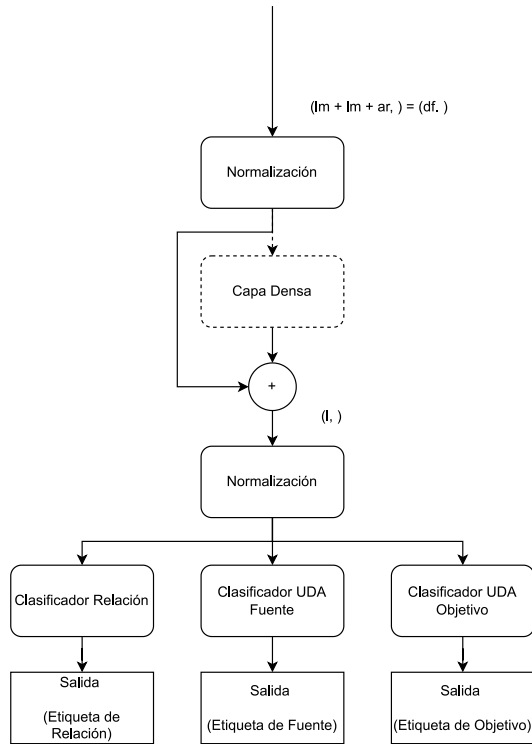 (lm + lm + ar, ) = (df. )
Normalización
Capa Densa
+
(l, )
Normalización
Clasificador Relación
Clasificador UDA
Fuente
Clasificador UDA
Objetivo
Salida
(Etiqueta de
Relación)
Salida
(Etiqueta de Fuente)
Salida
(Etiqueta de Objetivo)